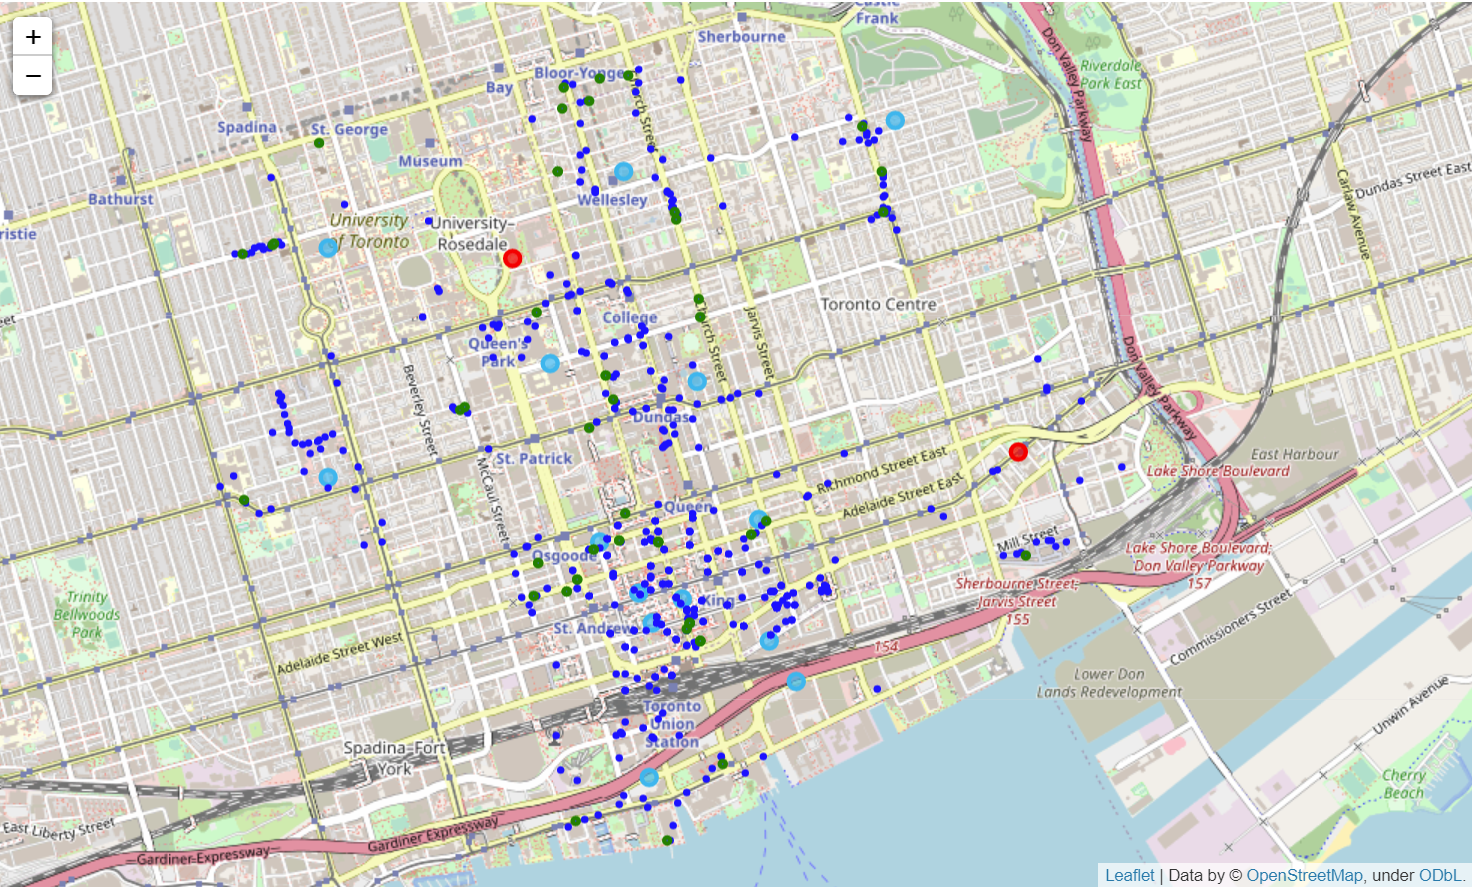 +
−
Castle
Frank
Sherbourne
Bloor-Yonge
Bay
Church Street
Don Valley Parkway
Riverdale
Park East
Spadina
St. George
Museum
Bathurst
Wellesley
Dundas Street East
Carlaw Avenue
ristie
University
of Toronto
University–
Rosedale
Toronto Centre
College
Church Street
Jarvis Street
eet
Queen's
Park
Beverley Street
Don Valley Parkway
Dundas
St. Patrick
McCaul Street
Richmond Street East
Adelaide Street East
East Harbour
Lake Shore Boulevard
Queen
Osgoode
Mill Street
Lake Shore Boulevard;
Don Valley Parkway
157
Sherbourne Street;
Jarvis Street
155
King
Trinity
Bellwoods
Park
St. Andrew
Adelaide Street West
154
Commissioners Street
Lower Don
Lands Redevelopment
Unwin Avenue
Toronto
Union
Station
Spadina–Fort
York
Cherry
Beach
East Liberty Street
Gardiner Expressway
Gardiner Expressway
Leaflet | Data by © OpenStreetMap, under ODbL.